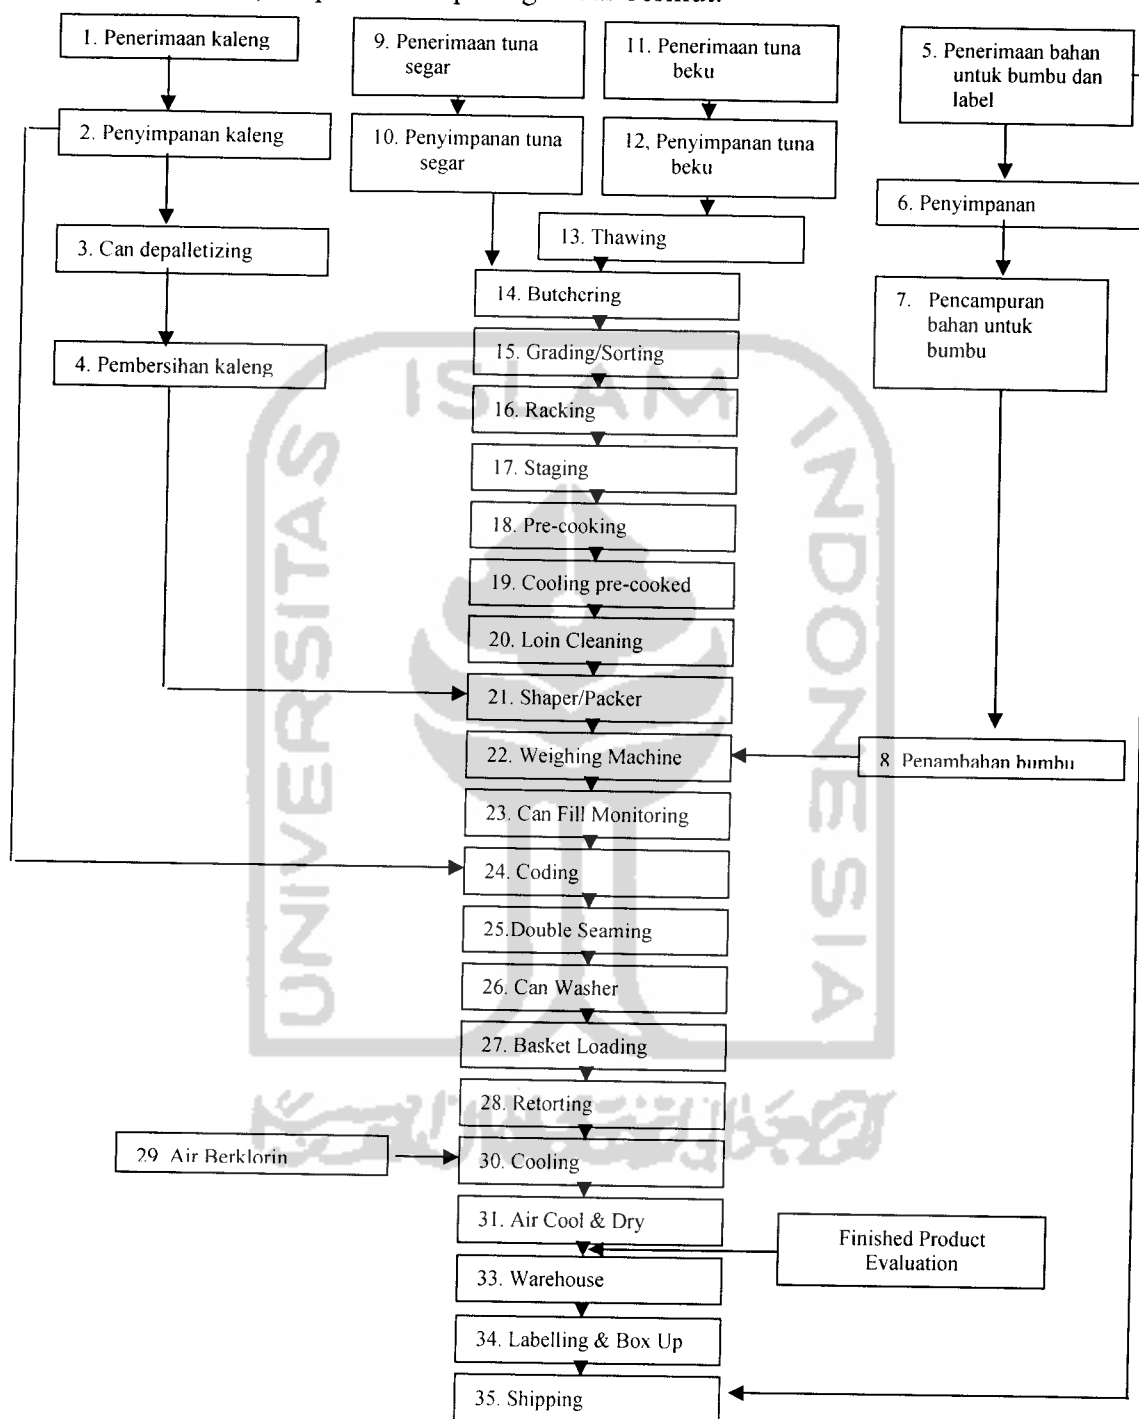 1. Penerimaan kaleng
2. Penyimpanan kaleng
3. Can depalletizing
4. Pembersihan kaleng
9. Penerimaan tuna
segar
10. Penyimpanan tuna
segar
11. Penerimaan tuna
beku
12, Penyimpanan tuna
beku
13. Thawing
5. Penerimaan bahan
untuk bumbu dan
label
6. Penyimpanan
7. Pencampuran
bahan untuk
bumbu
8 Penambahan bumbu
14. Butchering
15. Grading/Sorting
16. Racking
17. Staging
18. Pre-cooking
19. Cooling pre-cooked
20. Loin Cleaning
21. Shaper/Packer
22. Weighing Machine
23. Can Fill Monitoring
24. Coding
25.Double Seaming
26. Can Washer
27. Basket Loading
28. Retorting
29 Air Berklorin
30. Cooling
31. Air Cool & Dry
Finished Product
Evaluation
33. Warehouse
34. Labelling & Box Up
35. Shipping
UNIVERSITAS
ISLAM
INDONESIA